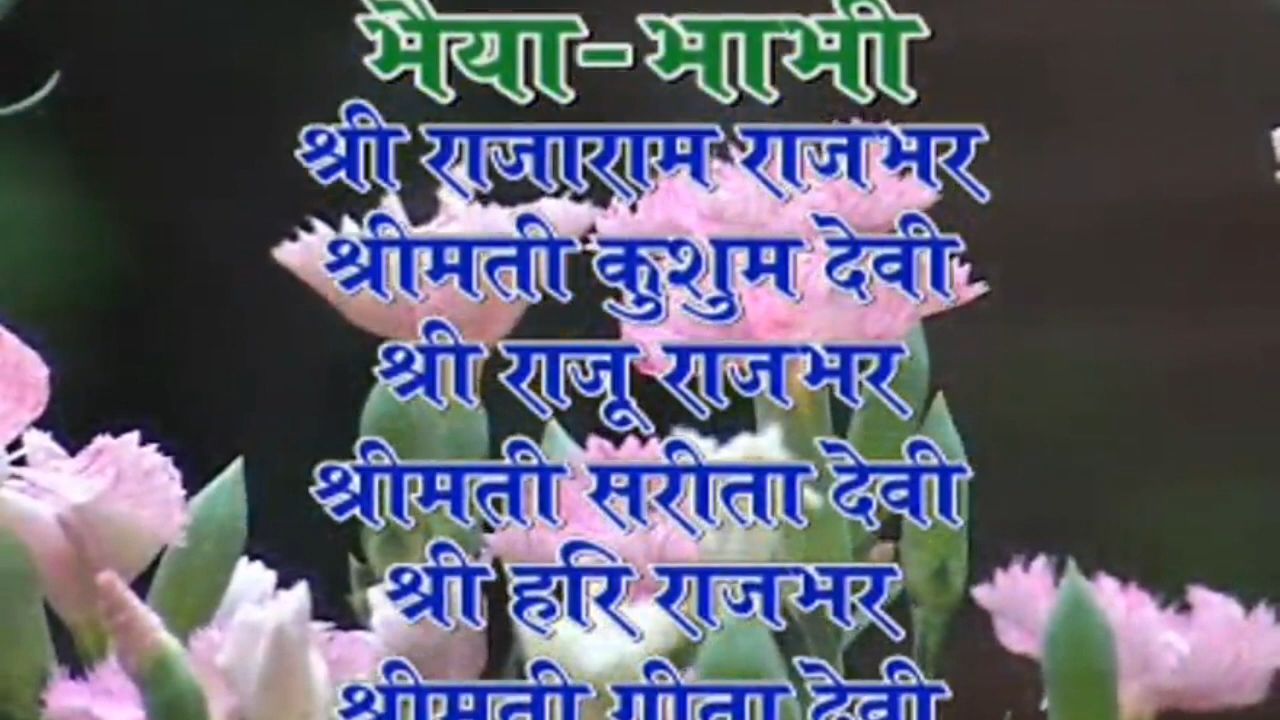 भैया-भाभी
श्री राजाराम राजभर
श्रीमती कुशुम देवी
श्री राजू राजभर
श्रीमती सरीता देवी
श्री हरि राजभर
श्रीमती गीता देवी